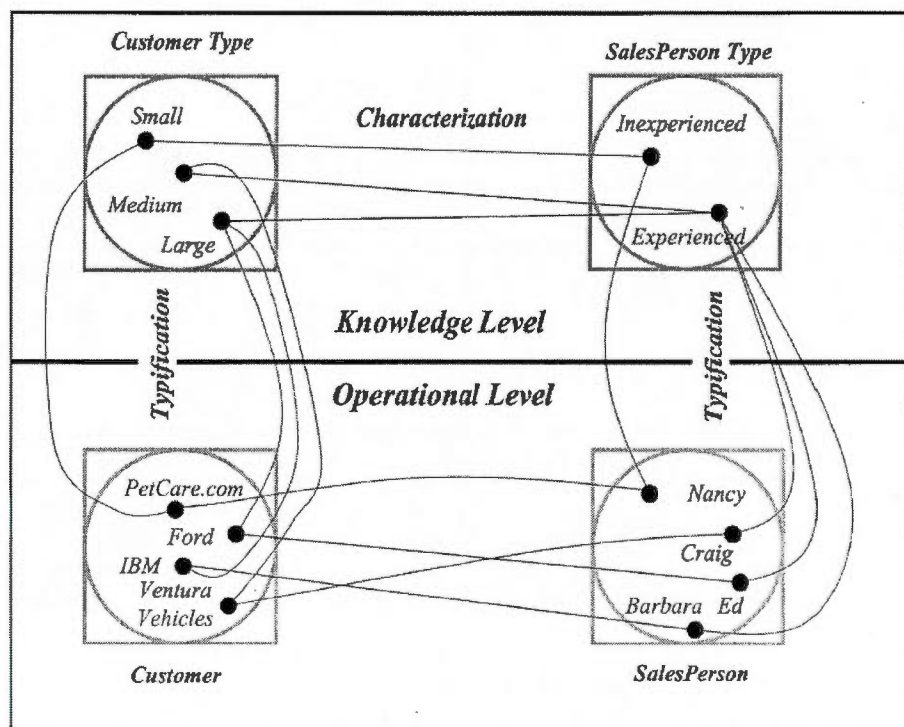 Customer Type
SalesPerson Type
Small
Characterization
Inexperienced
Medium
Large
Experienced
Typification
Knowledge Level
Typification
Operational Level
PetCare.com
Nancy
Ford
Craig
IBM
Ventura
Vehicles
Barbara
Ed
Customer
SalesPerson